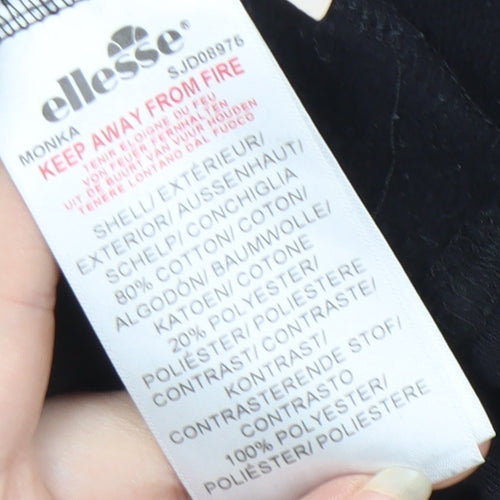 ellesse®
MONKA SJD08976
KEEP AWAY FROM FIRE
TENIR ÉLOIGNE DU FEU
VON FEUER FERNHALTEN
UIT DE BUURT VAN VUUR HOUDEN
TENERE LONTANO DAL FUOCO
SHELL/ EXTÉRIEUR/
EXTERIOR/ AUSSENHAUT/
SCHELP/ CONCHIGLIA
80% COTTON/ COTON/
ALGODÓN/ BAUMWOLLE/
KATOEN/ COTONE
20% POLYESTER/
POLIÉSTER/ POLIESTERE
CONTRAST/ CONTRASTE/
KONTRAST/
CONTRASTERENDE STOF/
CONTRASTO
100% POLYESTER/
POLIÉSTER/ POLIESTERE